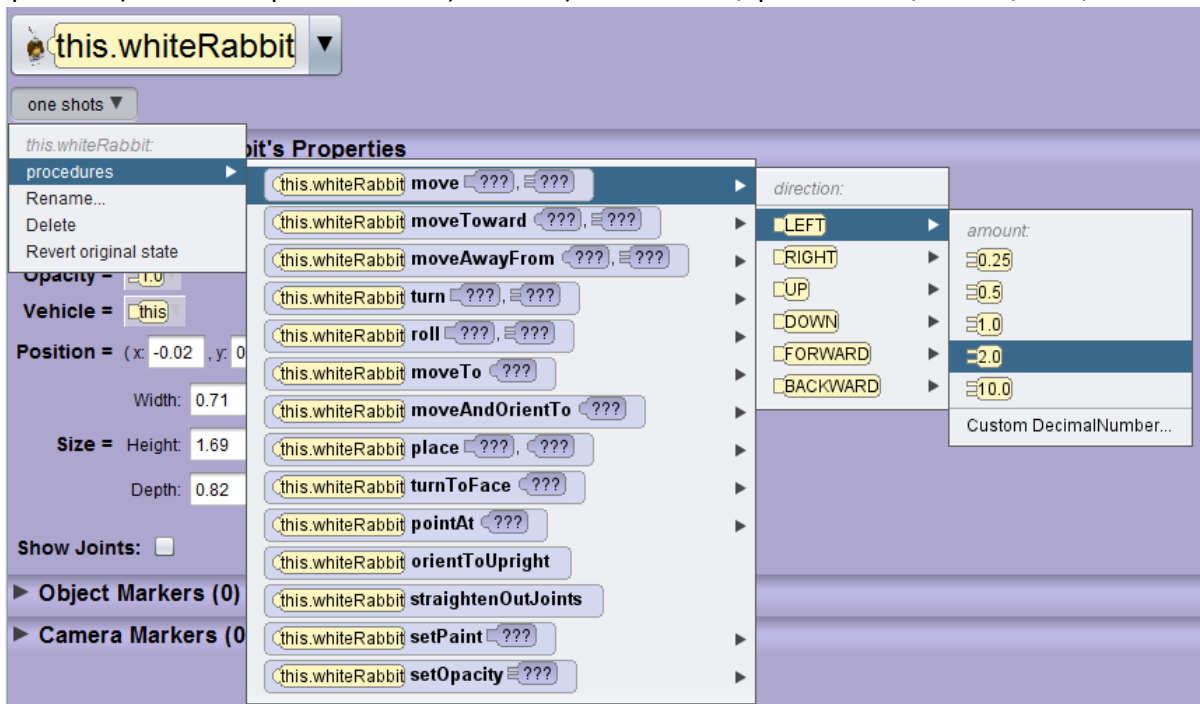 this.whiteRabbit
one shots
this.whiteRabbit:
procedures
Rename...
Delete
Revert original state
bit's Properties
Opacity = 1.0
Vehicle = this
Position = ( x: -0.02 , y: 0
Width: 0.71
Size = Height: 1.69
Depth: 0.82
Show Joints:
Object Markers (0)
Camera Markers (0
this.whiteRabbit move ???, ???
this.whiteRabbit moveToward ???, ???
this.whiteRabbit moveAwayFrom ???, ???
this.whiteRabbit turn ???, ???
this.whiteRabbit roll ???, ???
this.whiteRabbit moveTo ???
this.whiteRabbit moveAndOrientTo ???
this.whiteRabbit place ???, ???
this.whiteRabbit turnToFace ???
this.whiteRabbit pointAt ???
this.whiteRabbit orientToUpright
this.whiteRabbit straightenOutJoints
this.whiteRabbit setPaint ???
this.whiteRabbit setOpacity ???
direction:
LEFT
RIGHT
UP
DOWN
FORWARD
BACKWARD
amount:
0.25
0.5
1.0
2.0
10.0
Custom DecimalNumber...